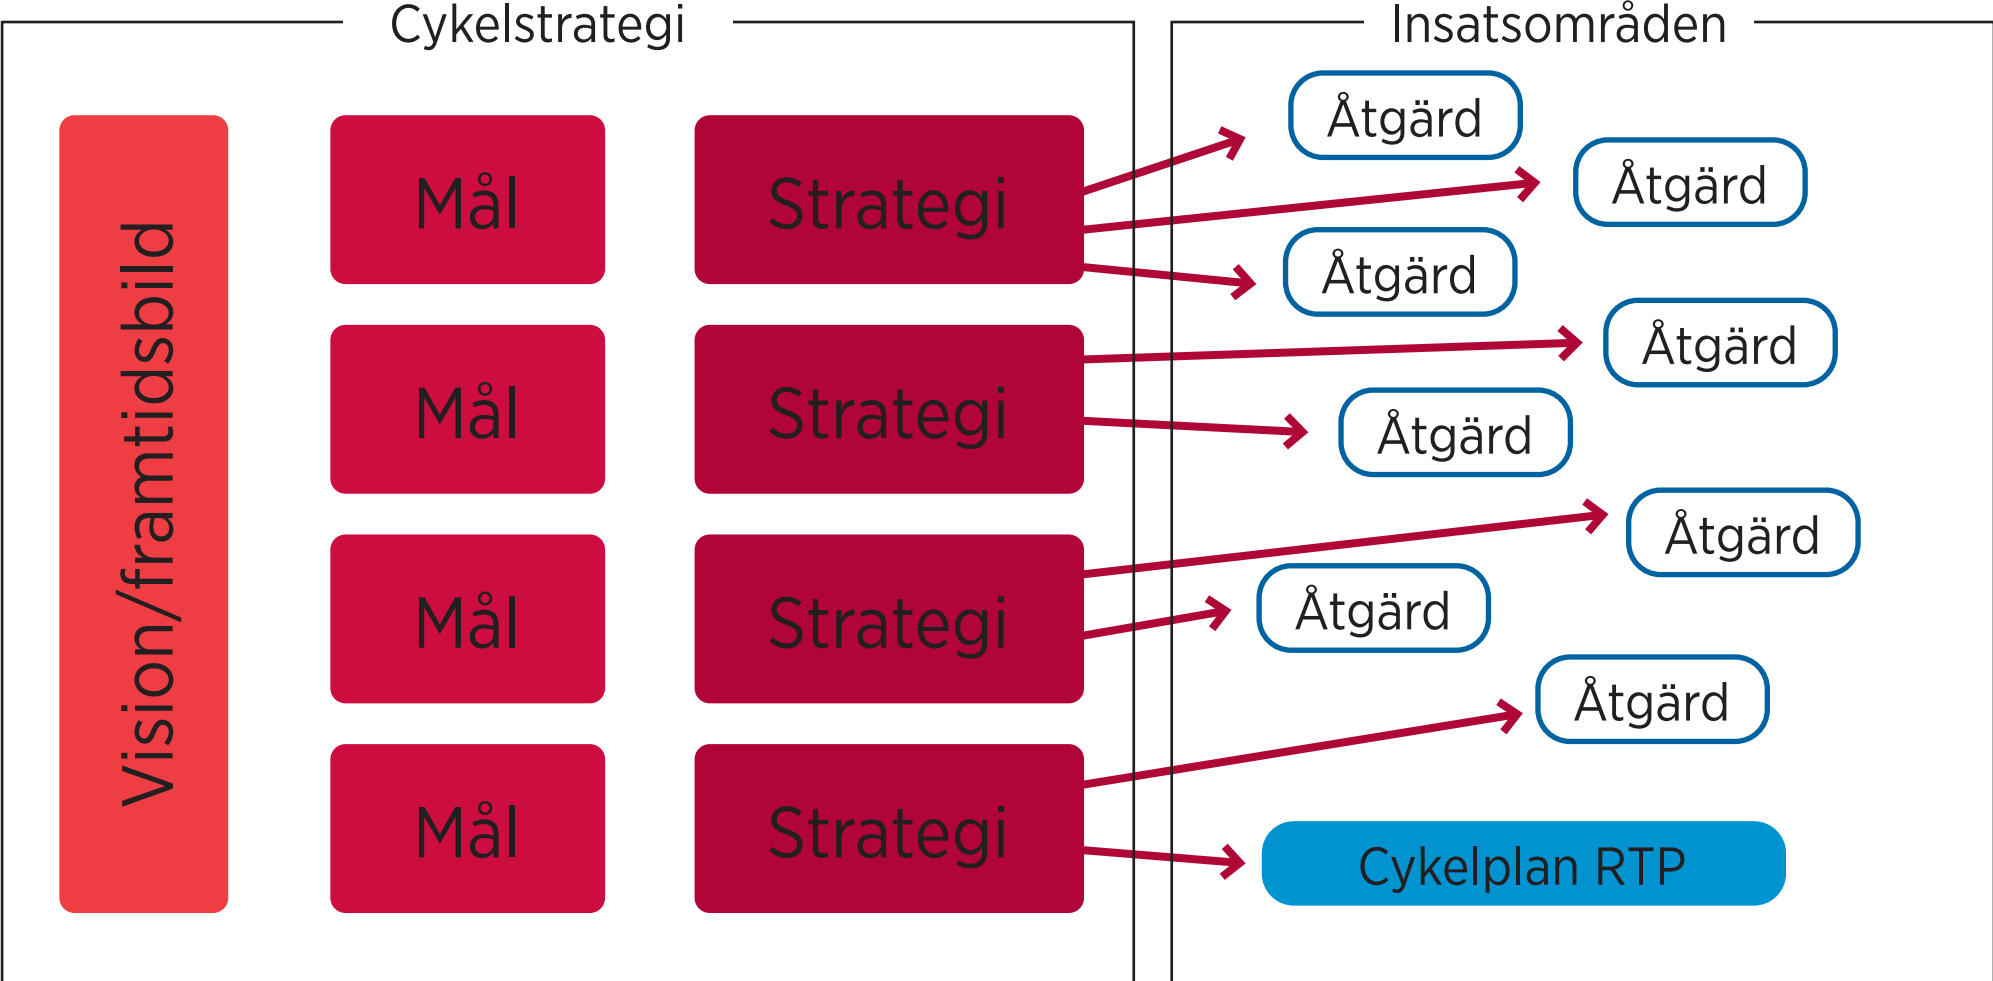 Cykelstrategi
Vision/framtidsbild
Mål
Strategi
Mål
Strategi
Mål
Strategi
Mål
Strategi
Insatsområden
Åtgärd
Åtgärd
Åtgärd
Åtgärd
Åtgärd
Åtgärd
Åtgärd
Åtgärd
Cykelplan RTP